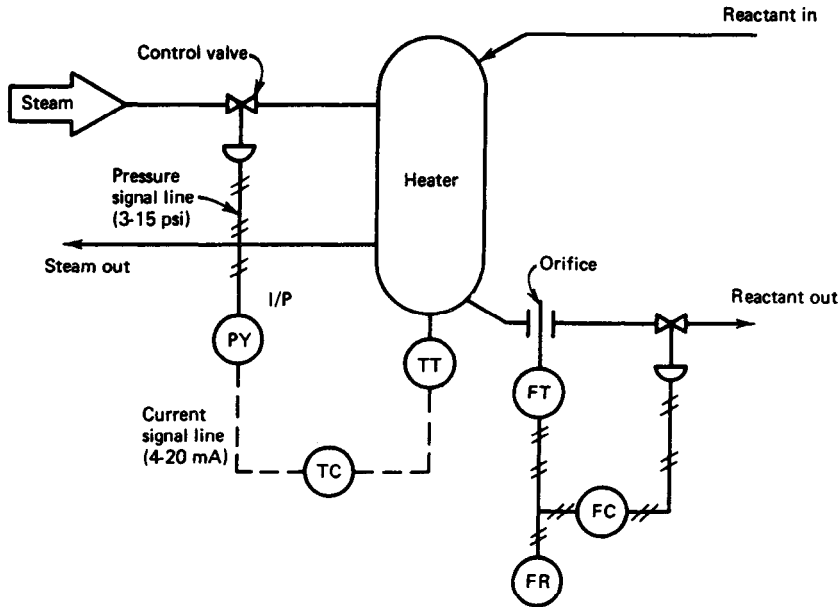 Reactant in
Control valve
Steam
Heater
Pressure
signal line
(3-15 psi)
Steam out
Orifice
Reactant out
I/P
PY
TT
FT
Current
signal line
(4-20 mA)
TC
FC
FR